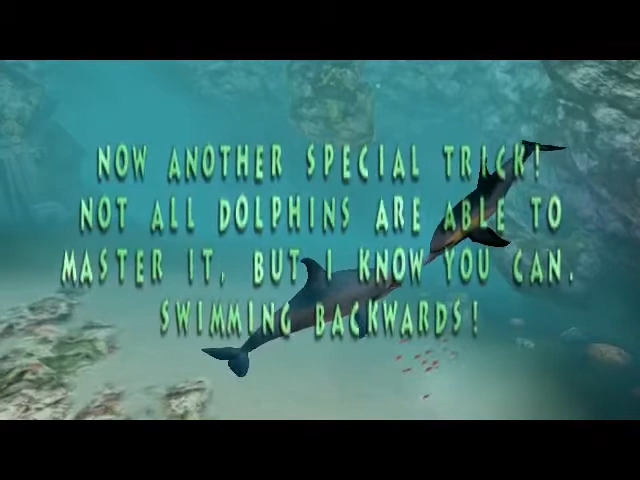 NOW ANOTHER SPECIAL TRICK!
NOT ALL DOLPHINS ARE ABLE TO
MASTER IT, BUT I KNOW YOU CAN.
SWIMMING BACKWARDS!